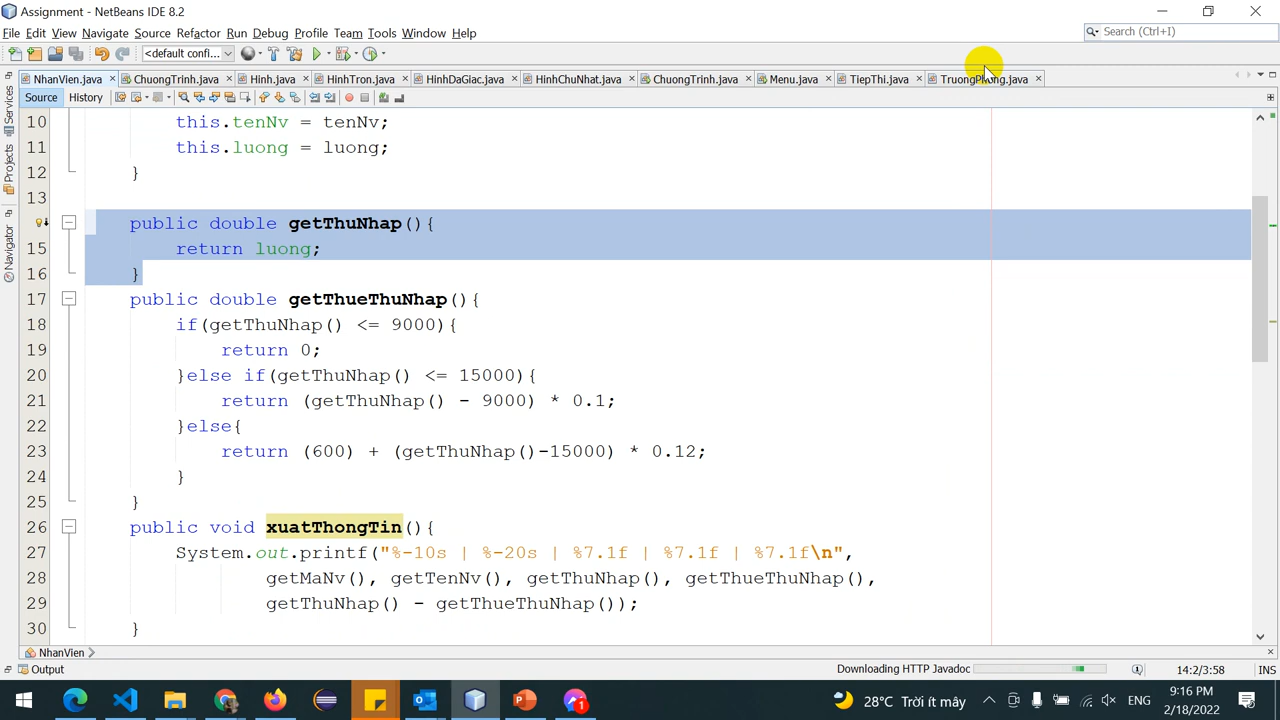 Assignment - NetBeans IDE 8.2
File Edit View Navigate Source Refactor Run Debug Profile Team Tools Window Help
Search (Ctrl+I)
<default confi...
NhanVien.java ChuongTrinh.java Hinh.java HinhTron.java HinhDaGiac.java HinhChuNhat.java ChuongTrinh.java Menu.java TiepThi.java TruongPhong.java
Source History
Services
Projects
Navigator
10 this.tenNv = tenNv;
11 this.luong = luong;
12 }
13
public double getThuNhap(){
15 return luong;
16 }
17 public double getThueThuNhap(){
18 if(getThuNhap() <= 9000){
19 return 0;
20 }else if(getThuNhap() <= 15000){
21 return (getThuNhap() - 9000) * 0.1;
22 }else{
23 return (600) + (getThuNhap()-15000) * 0.12;
24 }
25 }
26 public void xuatThongTin(){
27 System.out.printf("%-10s | %-20s | %7.1f | %7.1f | %7.1f\n",
28 getMaNv(), getTenNv(), getThuNhap(), getThueThuNhap(),
29 getThuNhap() - getThueThuNhap());
30 }
NhanVien
Output
Downloading HTTP Javadoc
14:2/3:58
INS
1
28°C Trời ít mây
ENG
9:16 PM
2/18/2022